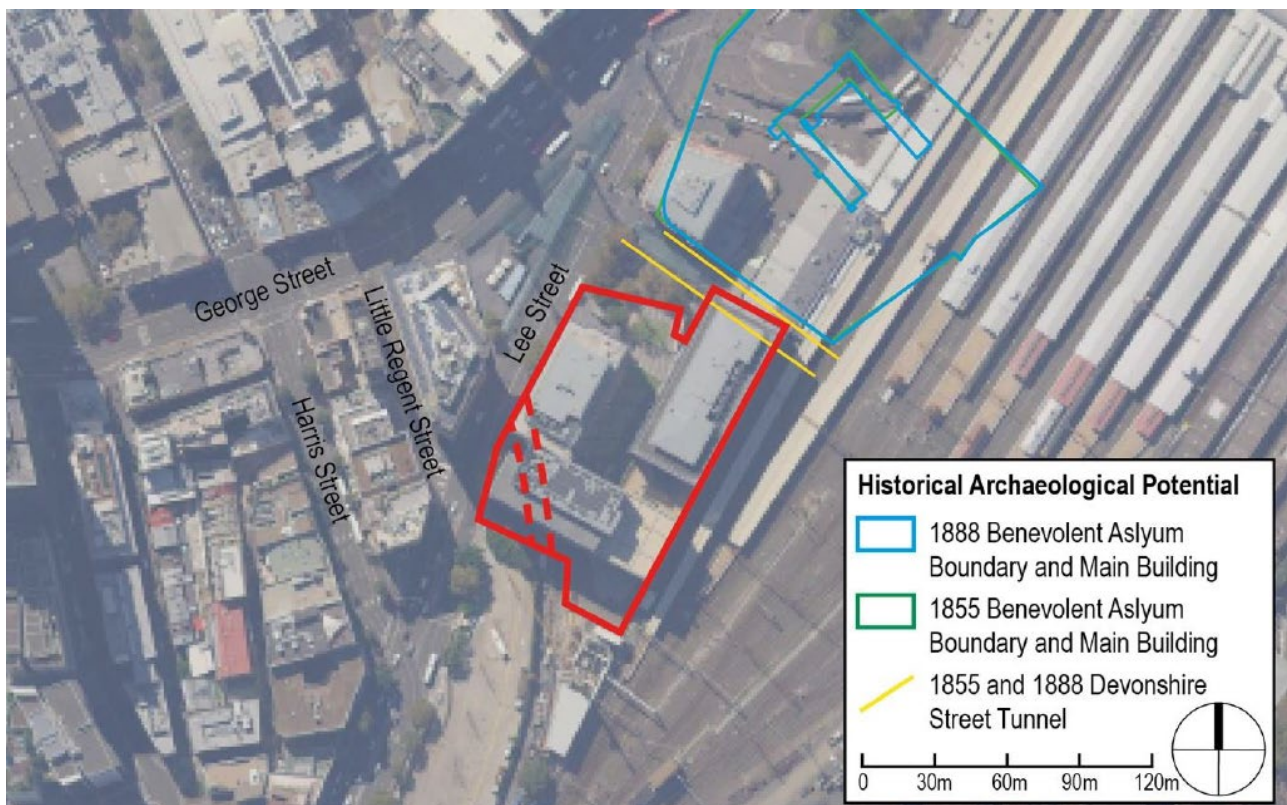 George Street
Little Regent Street
Lee Street
Harris Street
Historical Archaeological Potential
1888 Benevolent Aslyum
Boundary and Main Building
1855 Benevolent Aslyum
Boundary and Main Building
1855 and 1888 Devonshire
Street Tunnel
0 30m 60m 90m 120m